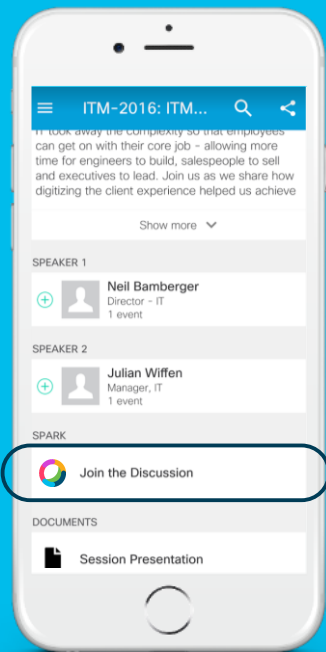 ITM-2016: ITM...
IT took away the complexity so that employees
can get on with their core job - allowing more
time for engineers to build, salespeople to sell
and executives to lead. Join us as we share how
digitizing the client experience helped us achieve
Show more
SPEAKER 1
Neil Bamberger
Director - IT
1 event
SPEAKER 2
Julian Wiffen
Manager, IT
1 event
SPARK
Join the Discussion
DOCUMENTS
Session Presentation